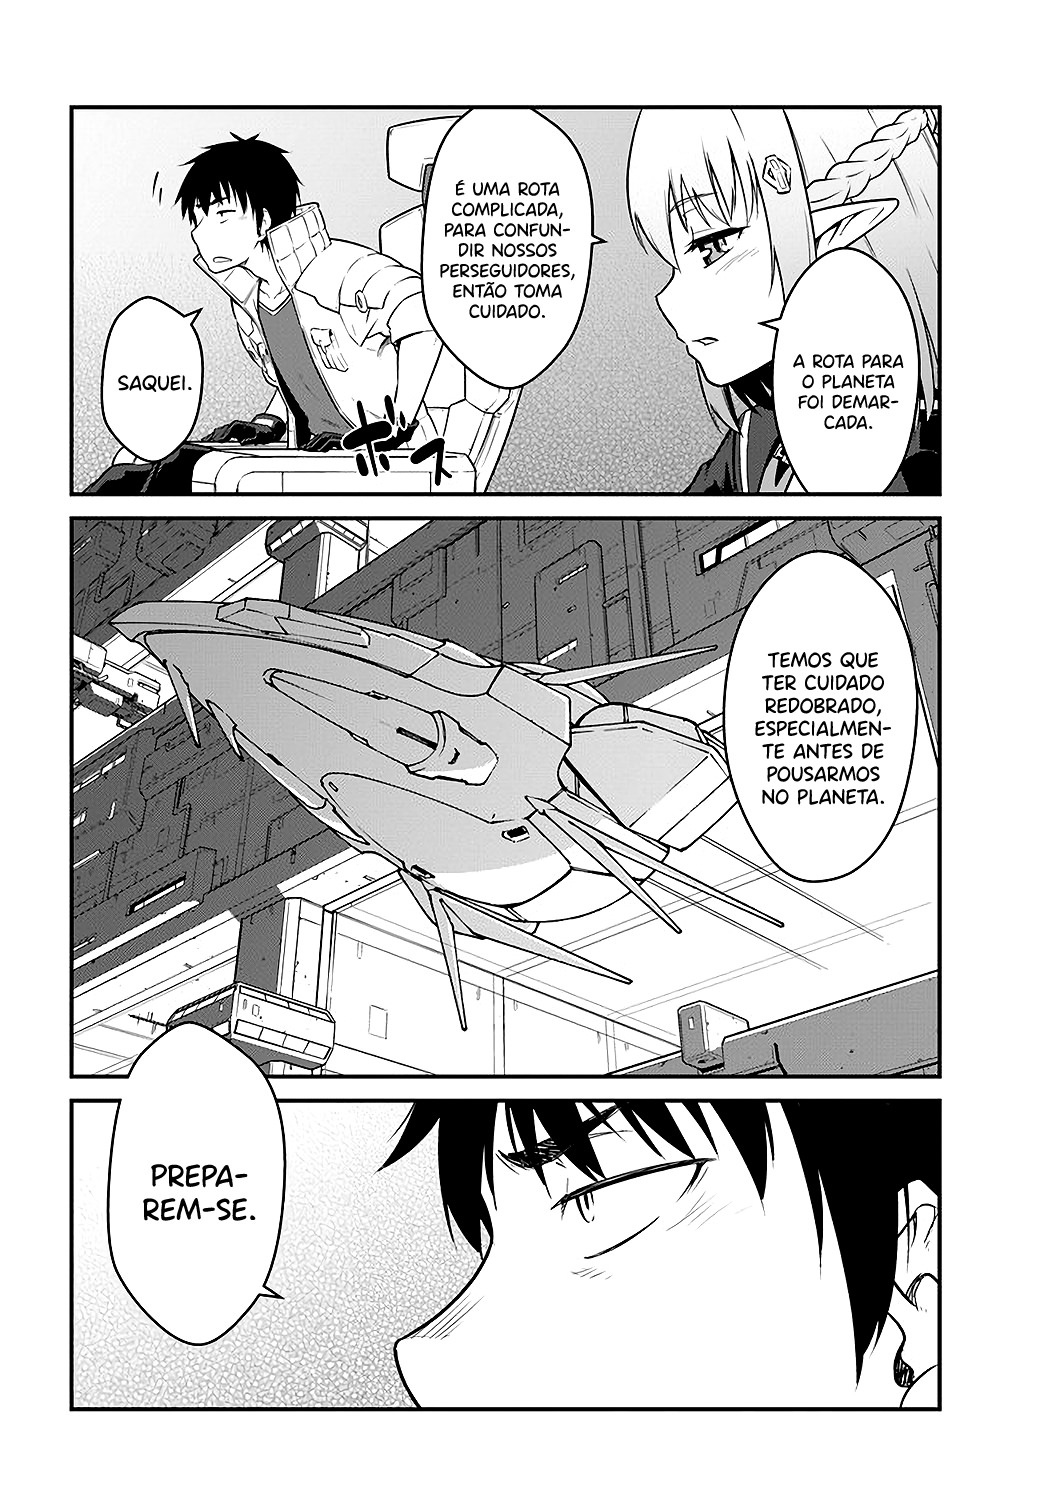 A ROTA PARA
O PLANETA
FOI DEMAR-
CADA.
É UMA ROTA
COMPLICADA,
PARA CONFUN-
DIR NOSSOS
PERSEGUIDORES,
ENTÃO TOMA
CUIDADO.
SAQUEI.
ボス
TEMOS QUE
TER CUIDADO
REDOBRADO,
ESPECIALMEN-
TE ANTES DE
POUSARMOS
NO PLANETA.
PREPA-
REM-SE.